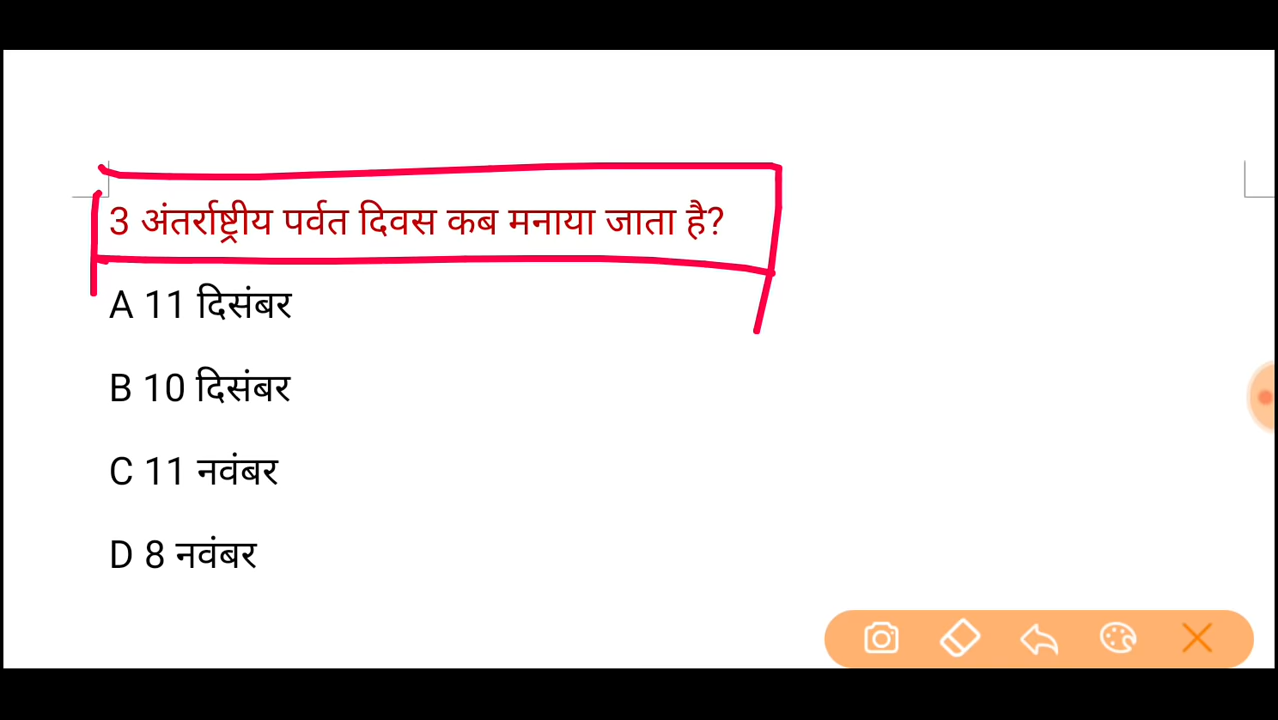 3 अंतर्राष्ट्रीय पर्वत दिवस कब मनाया जाता है?
A 11 दिसंबर
B 10 दिसंबर
C 11 नवंबर
D 8 नवंबर